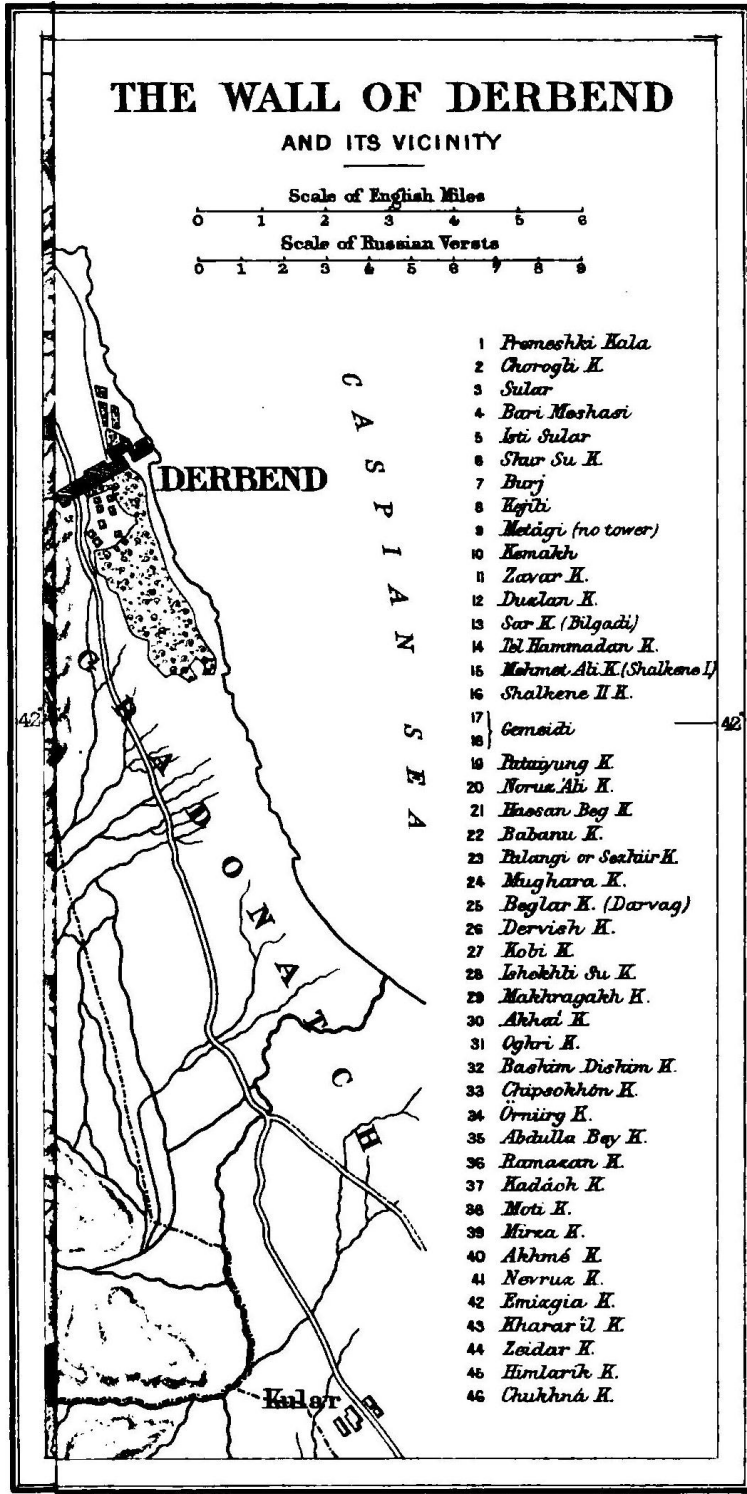 THE WALL OF DERBEND
AND ITS VICINITY
Scale of English Miles
0 1 2 3 4 5 6
Scale of Russian Versts
0 1 2 3 4 5 6 7 8 9
CASPIAN SEA
DERBEND
GRADONATCH
42°
42°
Kular
1 Premeshki Kala
2 Chorogli K.
3 Sular
4 Bari Meshasi
5 Isti Sular
6 Shur Su K.
7 Burj
8 Kejili
9 Metági (no tower)
10 Kemakh
11 Zavar K.
12 Duzlan K.
13 Sar K. (Bilgadi)
14 Tel Hammadan K.
15 Mehmet Ali K. (Shalkene I)
16 Shalkene II K.
17
18 } Gemeidi
19 Pataiyung K.
20 Noruz 'Ali K.
21 Hassan Beg K.
22 Babanu K.
23 Palangi or Sezhiir K.
24 Mughara K.
25 Beglar K. (Darvag)
26 Dervish K.
27 Kobi K.
28 Ishekhli Su K.
29 Makhragakh K.
30 Akhaí K.
31 Oghri K.
32 Bashim Dishim K.
33 Chipsokhón K.
34 Örnürg K.
35 Abdulla Bey K.
36 Ramazan K.
37 Kadách K.
38 Moti K.
39 Mirza K.
40 Akhmé K.
41 Nevruz K.
42 Emizgia K.
43 Kharar'il K.
44 Zeidar K.
45 Himlarík K.
46 Chukhná K.